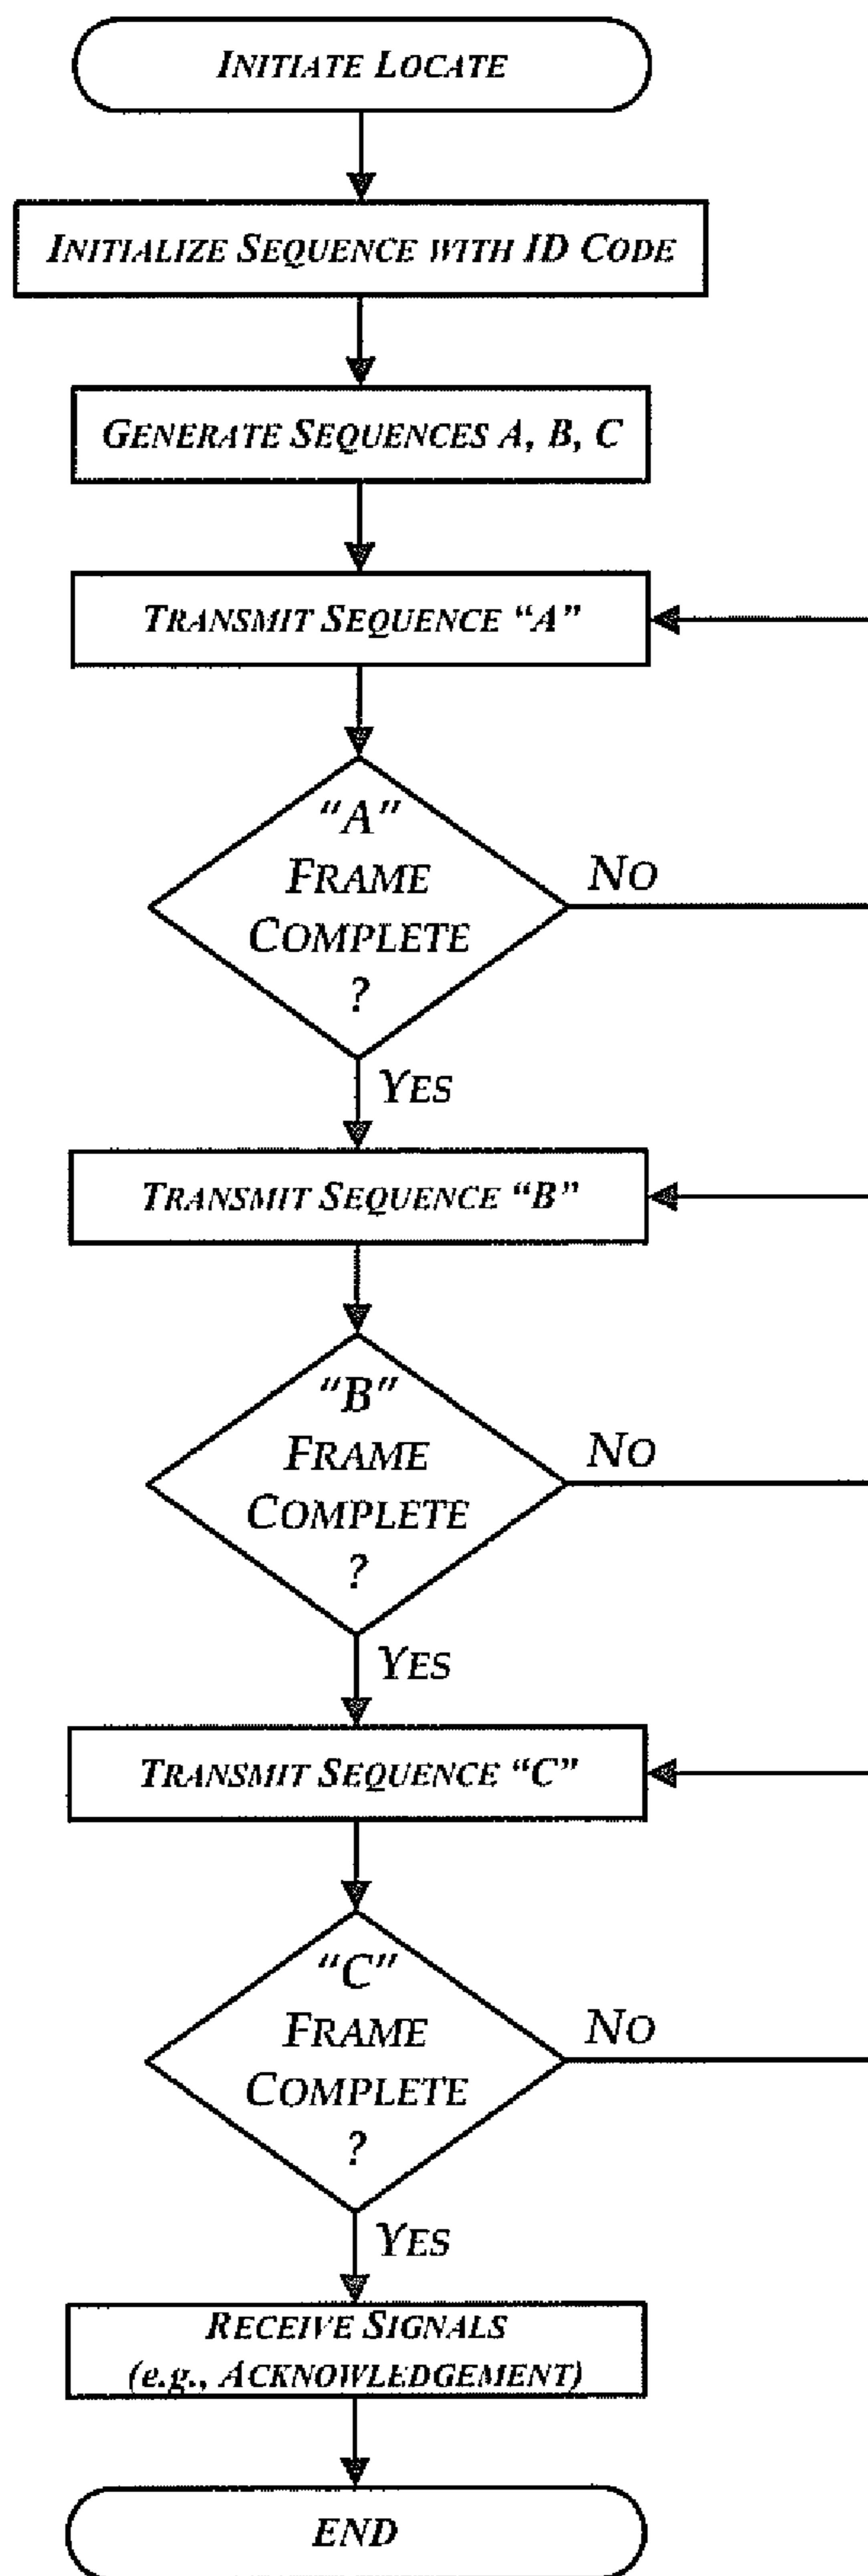 INITIATE LOCATE
INITIALIZE SEQUENCE WITH ID CODE
GENERATE SEQUENCES A, B, C
TRANSMIT SEQUENCE “A”
“A”
FRAME
COMPLETE
?
NO
YES
TRANSMIT SEQUENCE “B”
“B”
FRAME
COMPLETE
?
NO
YES
TRANSMIT SEQUENCE “C”
“C”
FRAME
COMPLETE
?
NO
YES
RECEIVE SIGNALS
(e.g., ACKNOWLEDGEMENT)
END